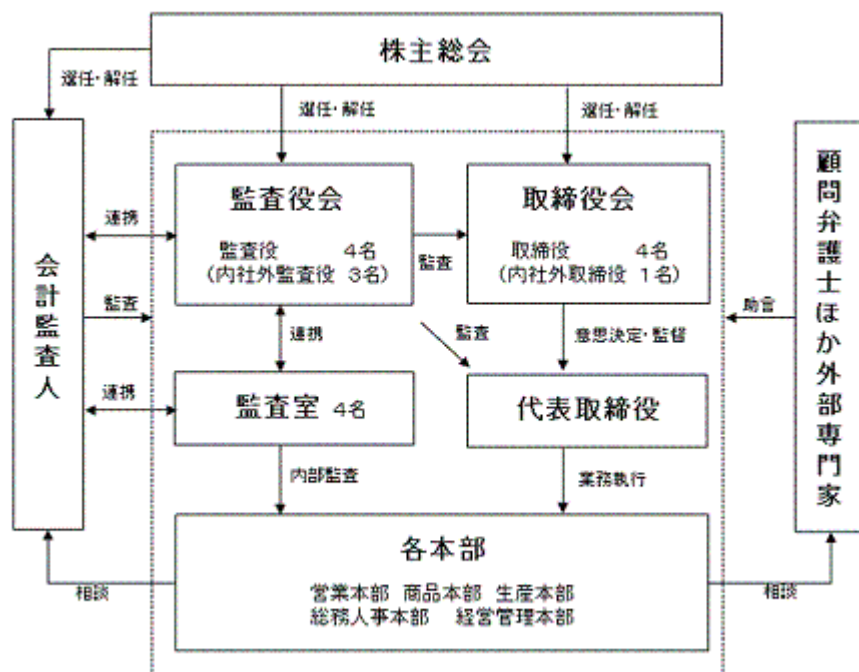 株主総会
選任・解任
選任・解任
選任・解任
監査役会
監査役 4名
(内社外監査役 3名)
取締役会
取締役 4名
(内社外取締役 1名)
連携
監査
会計監査人
監査
顧問弁護士ほか外部専門家
助言
連携
監査
意思決定・監督
連携
監査室 4名
代表取締役
内部監査
業務執行
各本部
営業本部 商品本部 生産本部
総務人事本部 経営管理本部
相談
相談